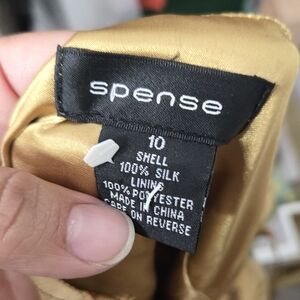 spense
10
SHELL
100% SILK
LINING
100% POLYESTER
MADE IN CHINA
CARE ON REVERSE